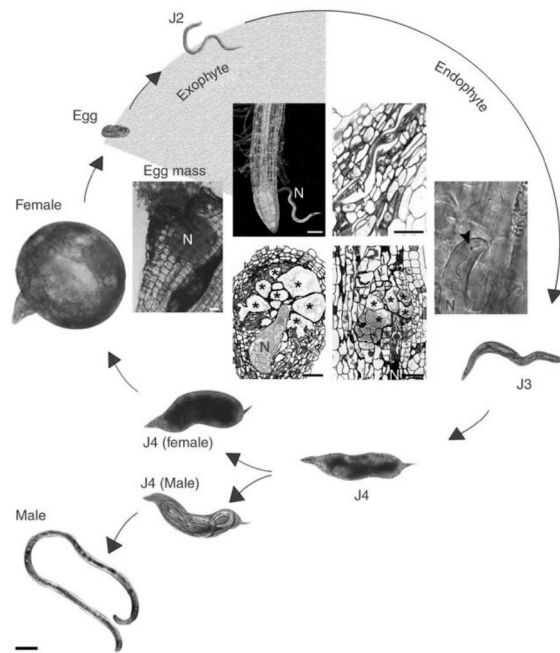 J2
Exophyte
Endophyte
Egg
Egg mass
Female
N
N
N
N
N
* * * * * * *
N
* * * *
J3
J4 (female)
J4
J4 (Male)
Male